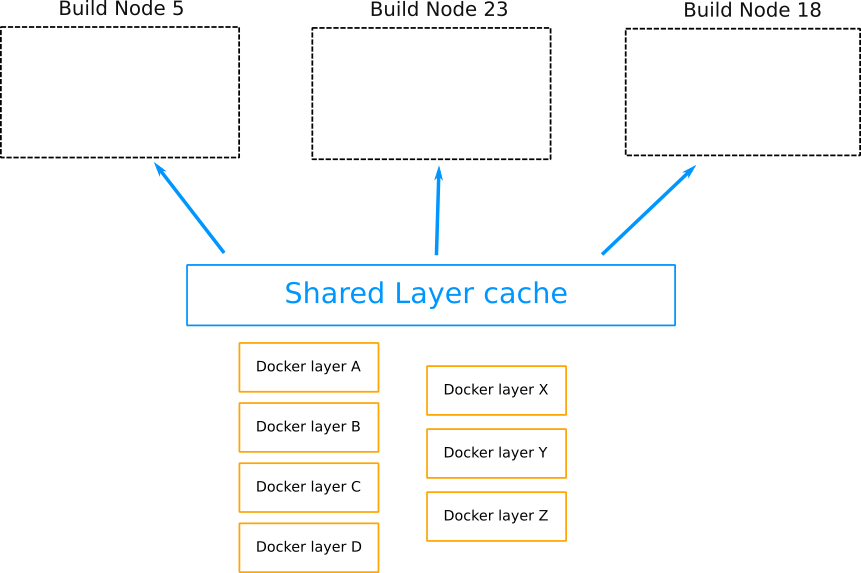 Build Node 5
Build Node 23
Build Node 18
Shared Layer cache
Docker layer A
Docker layer B
Docker layer C
Docker layer D
Docker layer X
Docker layer Y
Docker layer Z